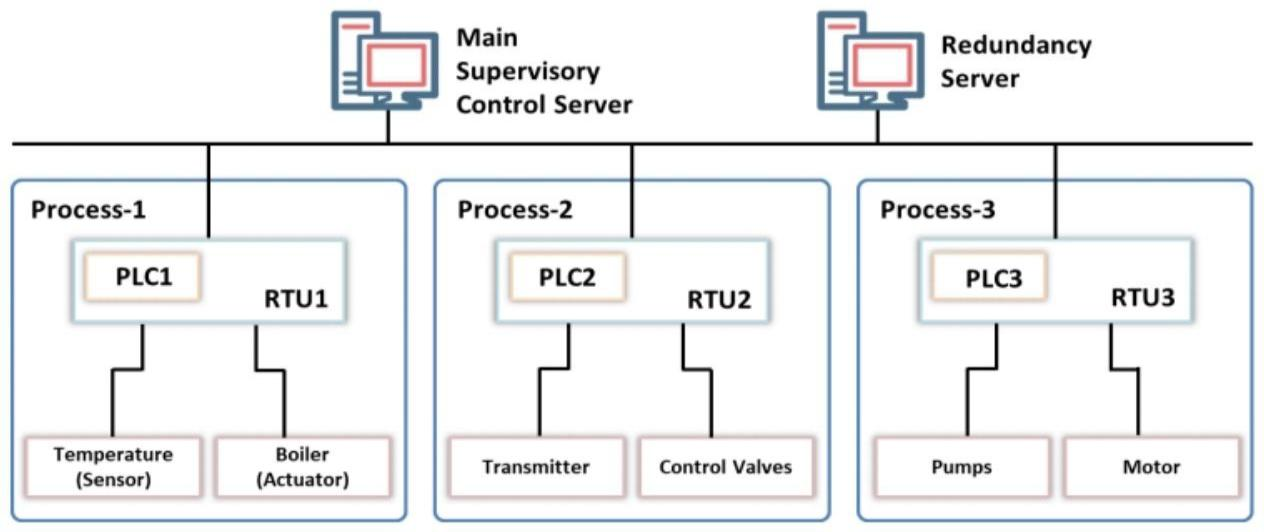 Main
Supervisory
Control Server
Redundancy
Server
Process-1
PLC1
RTU1
Temperature
(Sensor)
Boiler
(Actuator)
Process-2
PLC2
RTU2
Transmitter
Control Valves
Process-3
PLC3
RTU3
Pumps
Motor